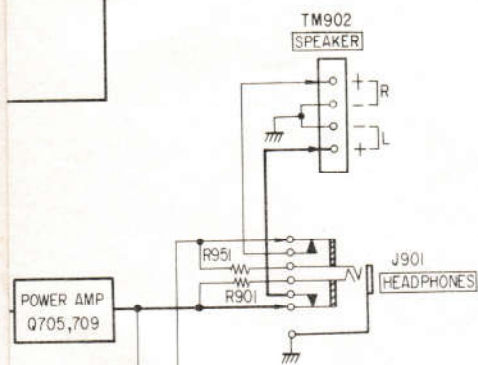 TM902
SPEAKER
+
R
−
−
L
+
R951
J901
HEADPHONES
R901
POWER AMP
Q705,709